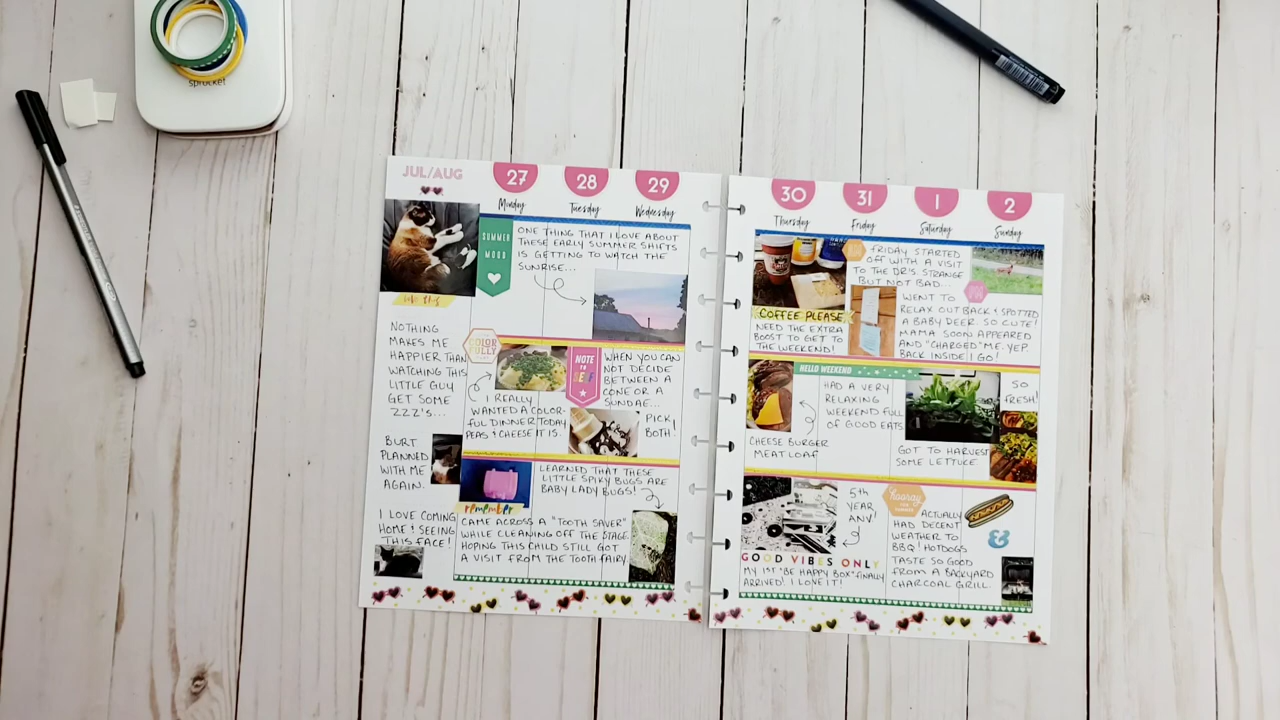 sprocket
JUL/AUG
27
28
29
Monday
Tuesday
Wednesday
love this
NOTHING
MAKES ME
HAPPIER THAN
WATCHING THIS
LITTLE GUY
GET SOME
ZZZ'S...
BURT
PLANNED
WITH ME
AGAIN.
I LOVE COMING
HOME & SEEING
THIS FACE!
SUMMER
MOOD
ONE THING THAT I LOVE ABOUT
THESE EARLY SUMMER SHIFTS
IS GETTING TO WATCH THE
SUNRISE...
COLOR
FULLY
I REALLY
WANTED A COLOR-
FUL DINNER TODAY
PEAS & CHEESE IT IS.
NOTE
TO
SELF
WHEN YOU CAN
NOT DECIDE
BETWEEN A
CONE OR A
SUNDAE...
PICK
BOTH!
remember
LEARNED THAT THESE
LITTLE SPIKY BUGS ARE
BABY LADY BUGS!
CAME ACROSS A "TOOTH SAVER"
WHILE CLEANING OFF THE STAGE.
HOPING THIS CHILD STILL GOT
A VISIT FROM THE TOOTH FAIRY
30
31
1
2
Thursday
Friday
Saturday
Sunday
COFFEE PLEASE
NEED THE EXTRA
BOOST TO GET TO
THE WEEKEND!
FRIDAY STARTED
OFF WITH A VISIT
TO THE DR'S. STRANGE
BUT NOT BAD...
WENT TO
RELAX OUT BACK & SPOTTED
A BABY DEER. SO CUTE!
MAMA SOON APPEARED
AND "CHARGED" ME. YEP.
BACK INSIDE I GO!
HELLO WEEKEND
HAD A VERY
RELAXING
WEEKEND FULL
OF GOOD EATS
CHEESE BURGER
MEATLOAF
SO
FRESH!
GOT TO HARVEST
SOME LETTUCE
5th
YEAR
ANV!
GOOD VIBES ONLY
MY 1ST "BE HAPPY BOX" FINALLY
ARRIVED! I LOVE IT!
hooray
FOR
SUMMER
ACTUALLY
HAD DECENT
WEATHER TO
BBQ! HOTDOGS
TASTE SO GOOD
FROM A BACKYARD
CHARCOAL GRILL.
&